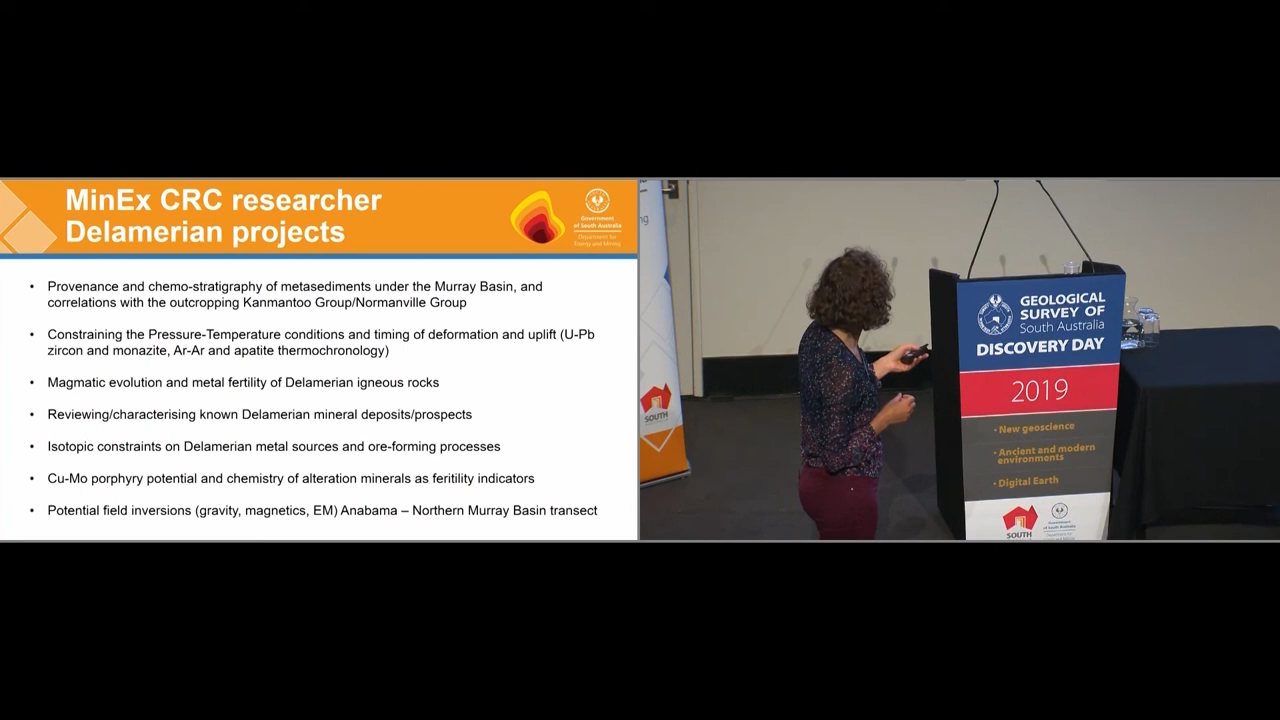 MinEx CRC researcher
Delamerian projects
Government
of South Australia
Department for
Energy and Mining
• Provenance and chemo-stratigraphy of metasediments under the Murray Basin, and
correlations with the outcropping Kanmantoo Group/Normanville Group
• Constraining the Pressure-Temperature conditions and timing of deformation and uplift (U-Pb
zircon and monazite, Ar-Ar and apatite thermochronology)
• Magmatic evolution and metal fertility of Delamerian igneous rocks
• Reviewing/characterising known Delamerian mineral deposits/prospects
• Isotopic constraints on Delamerian metal sources and ore-forming processes
• Cu-Mo porphyry potential and chemistry of alteration minerals as feritility indicators
• Potential field inversions (gravity, magnetics, EM) Anabama – Northern Murray Basin transect
ng
SOUTH
GEOLOGICAL
SURVEY OF
South Australia
DISCOVERY DAY
2019
• New geoscience
• Ancient and modern
environments
• Digital Earth
SOUTH
Government
of South Australia